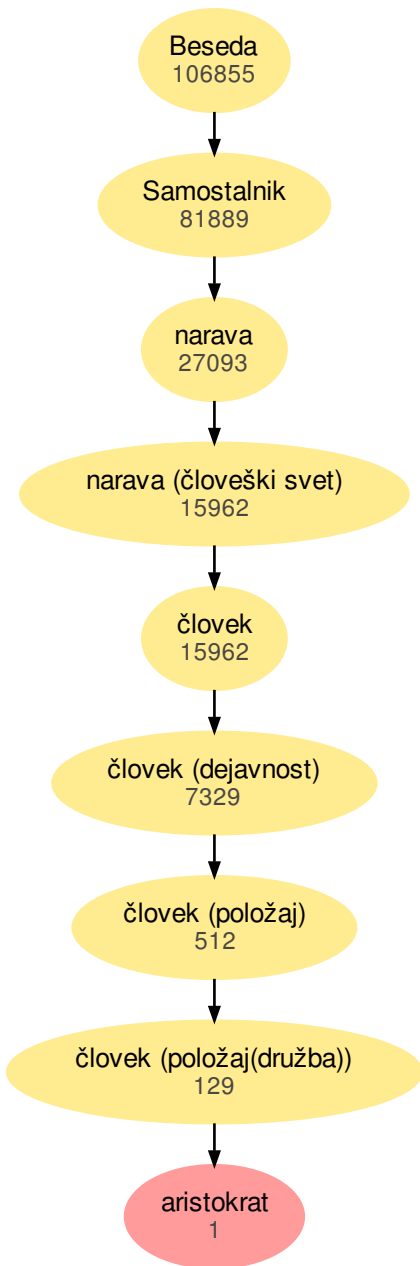 Beseda
106855
Samostalnik
81889
narava
27093
narava (človeški svet)
15962
človek
15962
človek (dejavnost)
7329
človek (položaj)
512
človek (položaj(družba))
129
aristokrat
1